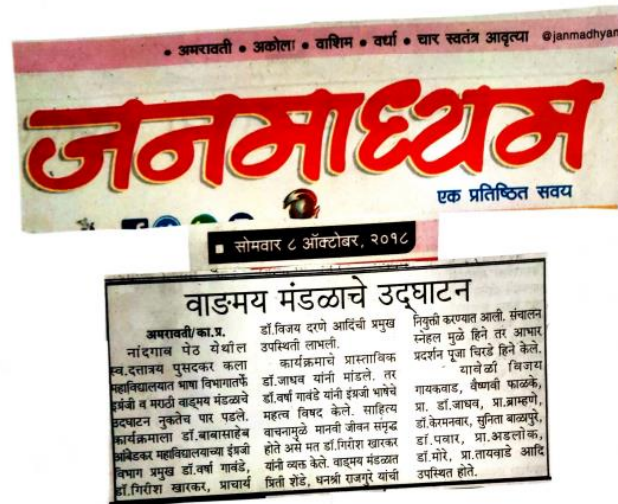 • अमरावती • अकोला • वाशिम • वर्धा • चार स्वतंत्र आवृत्या @janmadhyam
जनमाध्यम
एक प्रतिष्ठित सवय
▪ सोमवार ८ ऑक्टोबर, २०१८
वाङमय मंडळाचे उद्घाटन
अमरावती/का.प्र.
नांदगाव पेठ येथील
स्व.दत्तात्रय पुसदकर कला
महाविद्यालयात भाषा विभागातर्फे
इंग्रजी व मराठी वाड्मय मंडळाचे
उदघाटन नुकतेच पार पडले.
कार्यक्रमाला डॉ.बाबासाहेब
आंबेडकर महाविद्यालयाच्या इंग्रजी
विभाग प्रमुख डॉ.वर्षा गावंडे,
डॉ.गिरीश खारकर, प्राचार्य
डॉ.विजय दरणे आदिंची प्रमुख
उपस्थिती लाभली.
कार्यक्रमाचे प्रास्ताविक
डॉ.जाधव यांनी मांडले. तर
डॉ.वर्षा गावंडे यांनी इंग्रजी भाषेचे
महत्व विषद केले. साहित्य
वाचनामुळे मानवी जीवन समृद्ध
होते असे मत डॉ.गिरीश खारकर
यांनी व्यक्त केले. वाड्मय मंडळात
प्रिती शेंडे, धनश्री राजगुरे यांची
नियुक्ती करण्यात आली. संचालन
स्नेहल मुळे हिने तर आभार
प्रदर्शन पूजा चिरडे हिने केले.
यावेळी विजय
गायकवाड, वैष्णवी फाळके,
प्रा. डॉ.जाधव, प्रा.ब्राम्हणे,
डॉ.केरमनवार, सुनिता बाळापुरे,
डॉ.पवार, प्रा.अडलोक,
डॉ.मोरे, प्रा.तायवाडे आदि
उपस्थित होते.